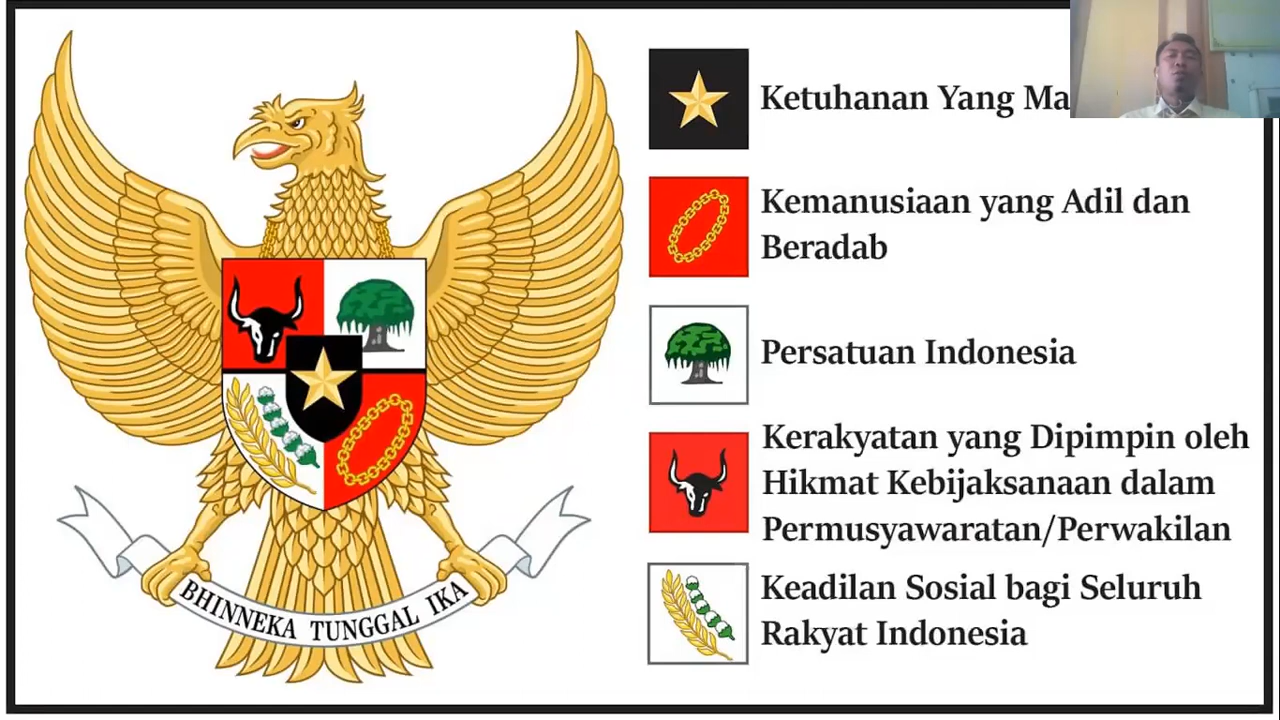 Ketuhanan Yang
Kemanusiaan yang Adil dan
Beradab
Persatuan Indonesia
Kerakyatan yang Dipimpin oleh
Hikmat Kebijaksanaan dalam
Permusyawaratan/Perwakilan
Keadilan Sosial bagi Seluruh
Rakyat Indonesia
BHINNEKA TUNGGAL IKA